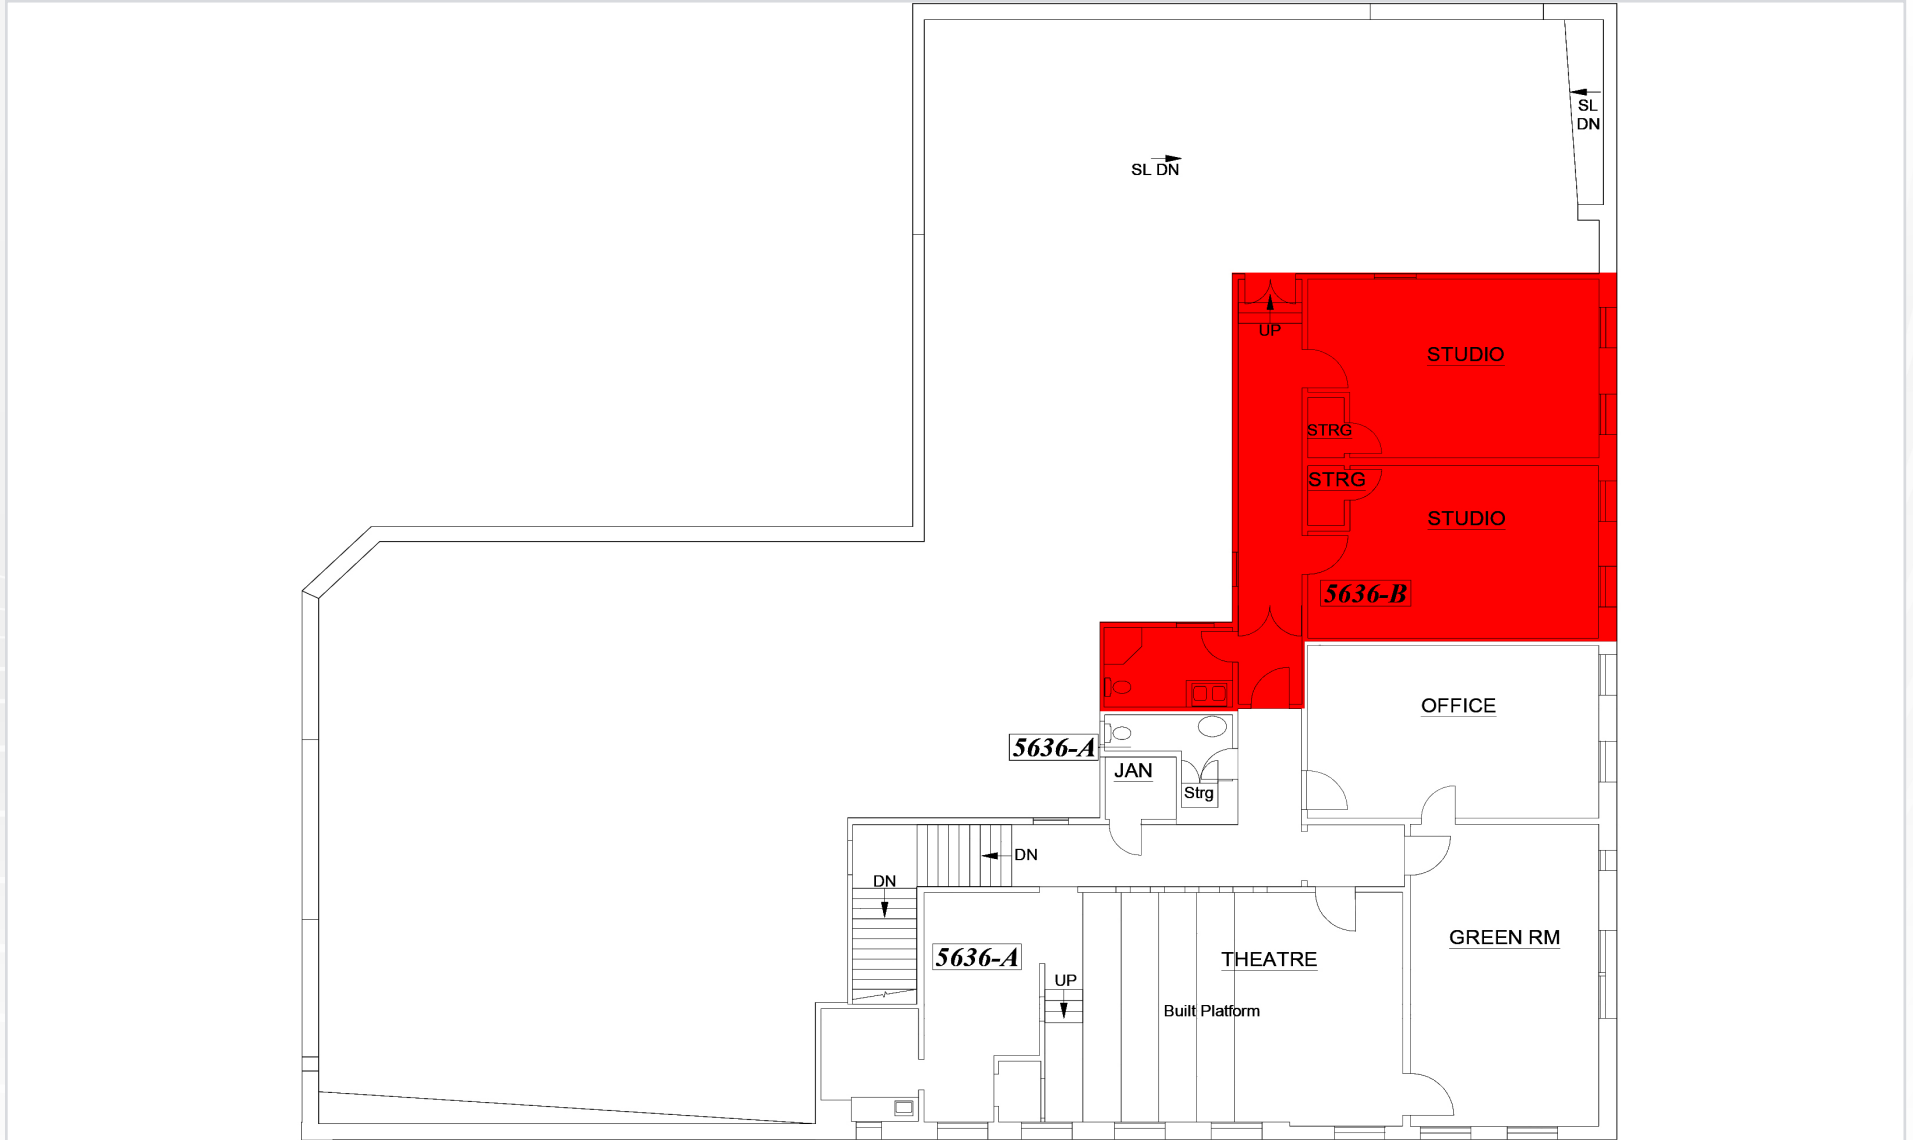 SL
DN
SL DN
UP
STUDIO
STRG
STRG
STUDIO
5636-B
OFFICE
5636-A
JAN
Strg
DN
DN
GREEN RM
5636-A
THEATRE
UP
Built Platform